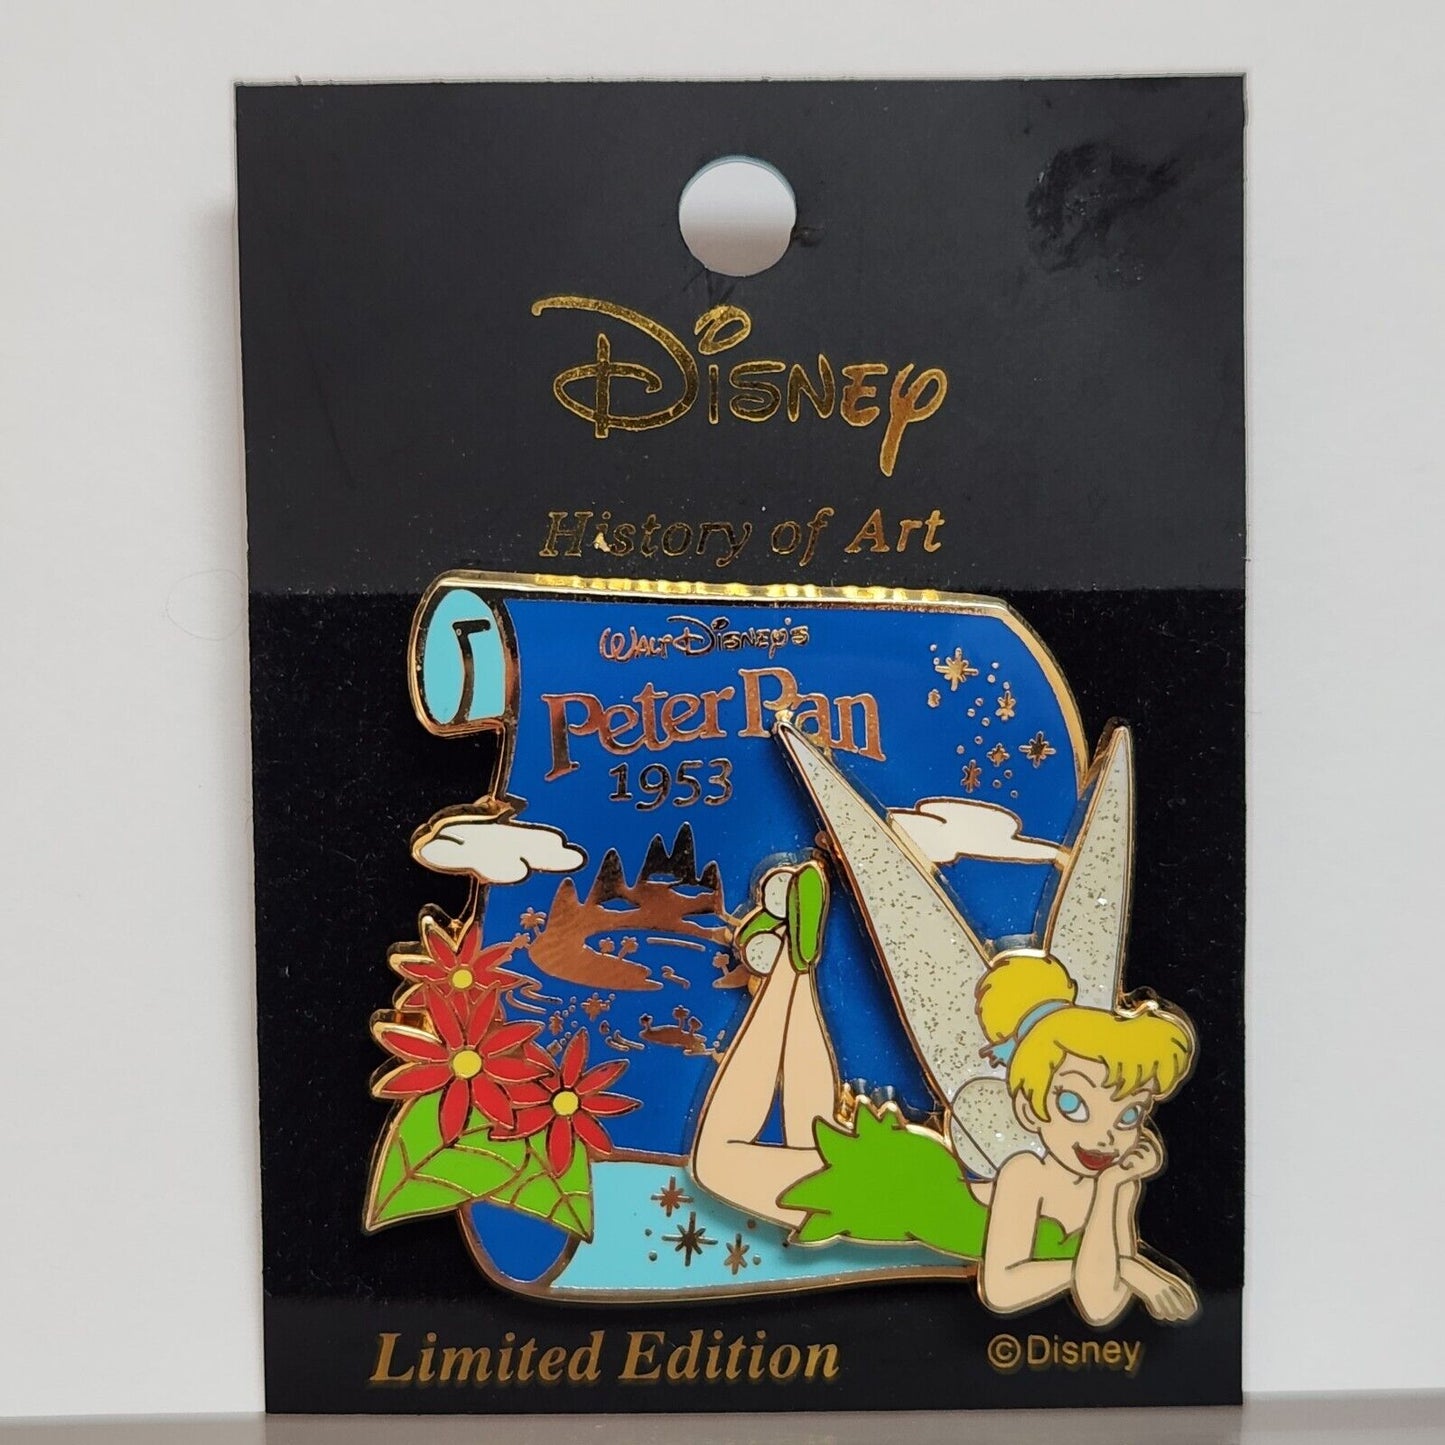 Disney
History of Art
Walt Disney's
Peter Pan
1953
Limited Edition
©Disney